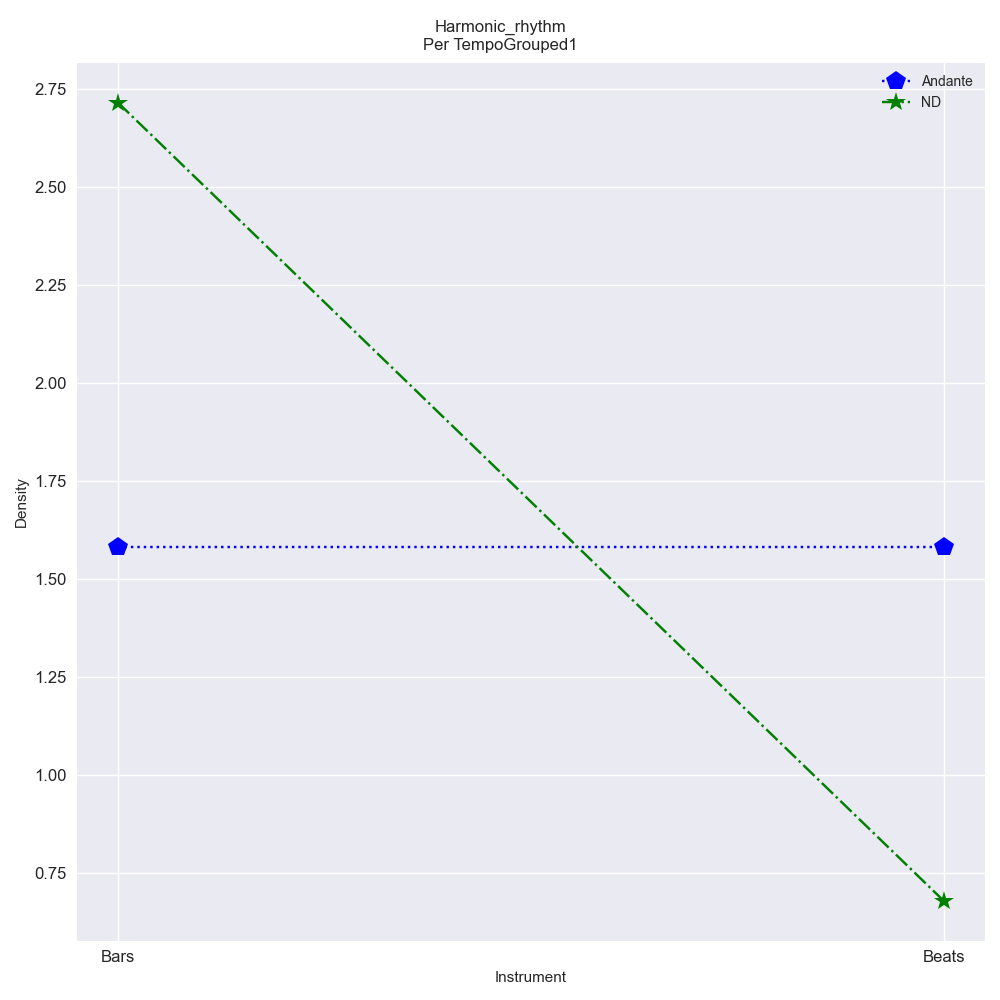 Harmonic_rhythm
Per TempoGrouped1
Andante
ND
2.75
2.50
2.25
2.00
1.75
1.50
1.25
1.00
0.75
Density
Bars
Beats
Instrument